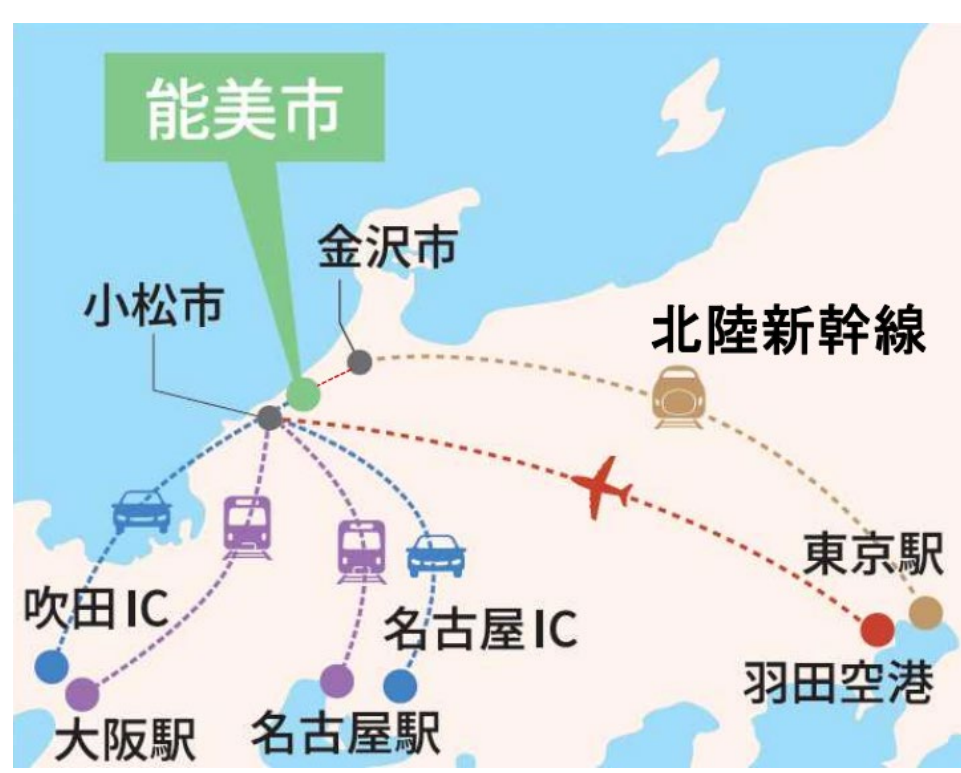 能美市
金沢市
小松市
北陸新幹線
東京駅
吹田IC
名古屋IC
羽田空港
大阪駅
名古屋駅